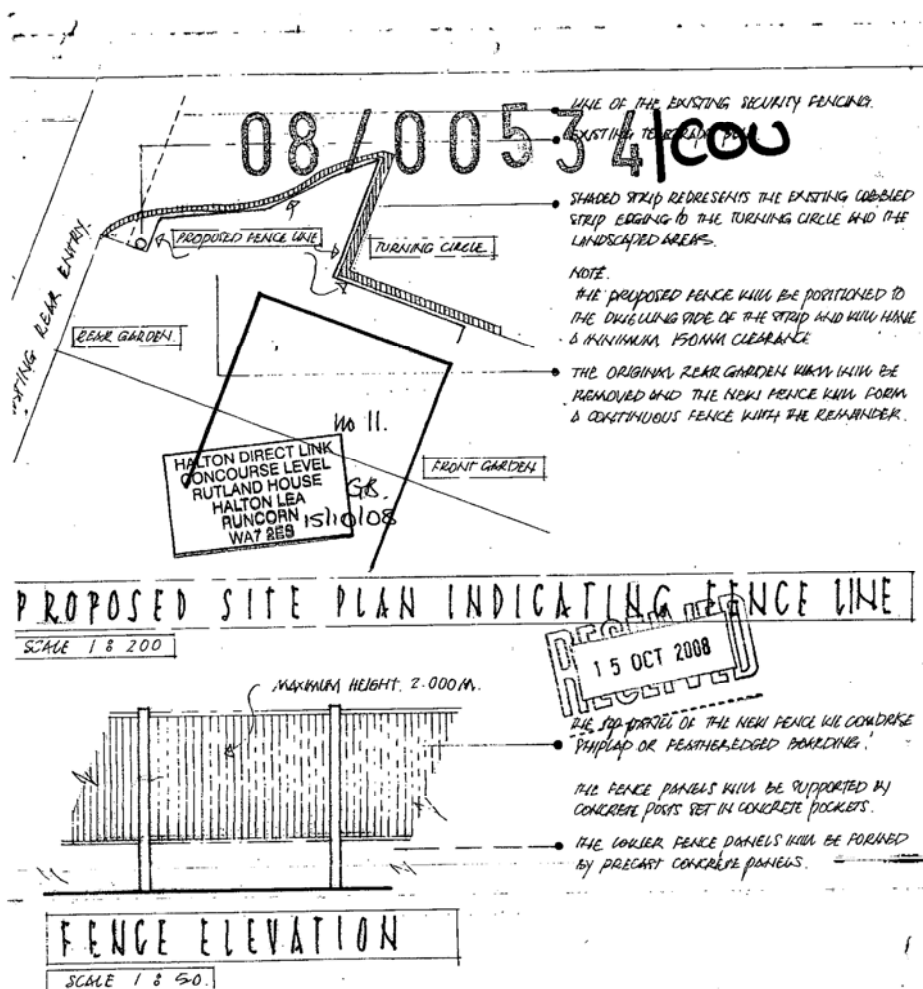 LINE OF THE EXISTING SECURITY FENCING.
08/00534/COU
EXISTING
SHADED STRIP REPRESENTS THE EXISTING COBBLED
STRIP EDGING TO THE TURNING CIRCLE AND THE
LANDSCAPED AREAS.
PROPOSED FENCE LINE
TURNING CIRCLE.
NOTE.
THE PROPOSED FENCE WILL BE POSITIONED TO
THE DWELLING SIDE OF THE STRIP AND WILL HAVE
A MINIMUM 150MM CLEARANCE
EXISTING REAR ENTRY.
REAR GARDEN.
THE ORIGINAL REAR GARDEN WALL WILL BE
REMOVED AND THE NEW FENCE WILL FORM
A CONTINUOUS FENCE WITH THE REMAINDER.
No 11.
FRONT GARDEN
HALTON DIRECT LINK
CONCOURSE LEVEL
RUTLAND HOUSE
HALTON LEA
RUNCORN
WA7 2ES
GB.
15/10/08
PROPOSED SITE PLAN INDICATING FENCE LINE
SCALE 1:200
RECEIVED
15 OCT 2008
MAXIMUM HEIGHT. 2.000M.
THE TOP PANEL OF THE NEW FENCE WILL COMPRISE
SHIPLAP OR FEATHEREDGED BOARDING.
THE FENCE PANELS WILL BE SUPPORTED BY
CONCRETE POSTS SET IN CONCRETE POCKETS.
THE LOWER FENCE PANELS WILL BE FORMED
BY PRECAST CONCRETE PANELS.
FENCE ELEVATION
SCALE 1:50.